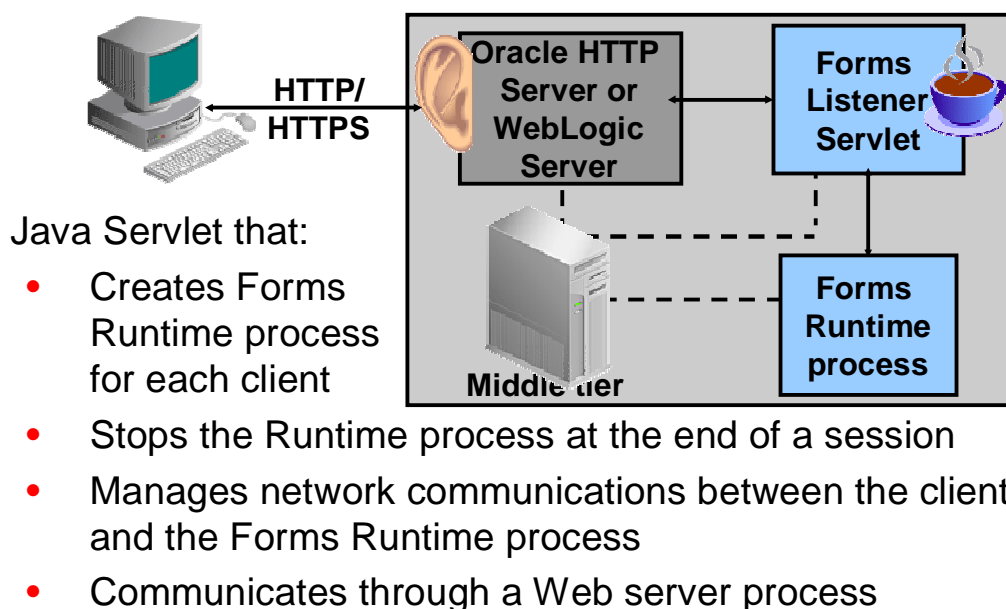 HTTP/
HTTPS
Oracle HTTP
Server or
WebLogic
Server
Forms
Listener
Servlet
Forms
Runtime
process
Middle tier
Java Servlet that:
• Creates Forms
Runtime process
for each client
• Stops the Runtime process at the end of a session
• Manages network communications between the client
and the Forms Runtime process
• Communicates through a Web server process